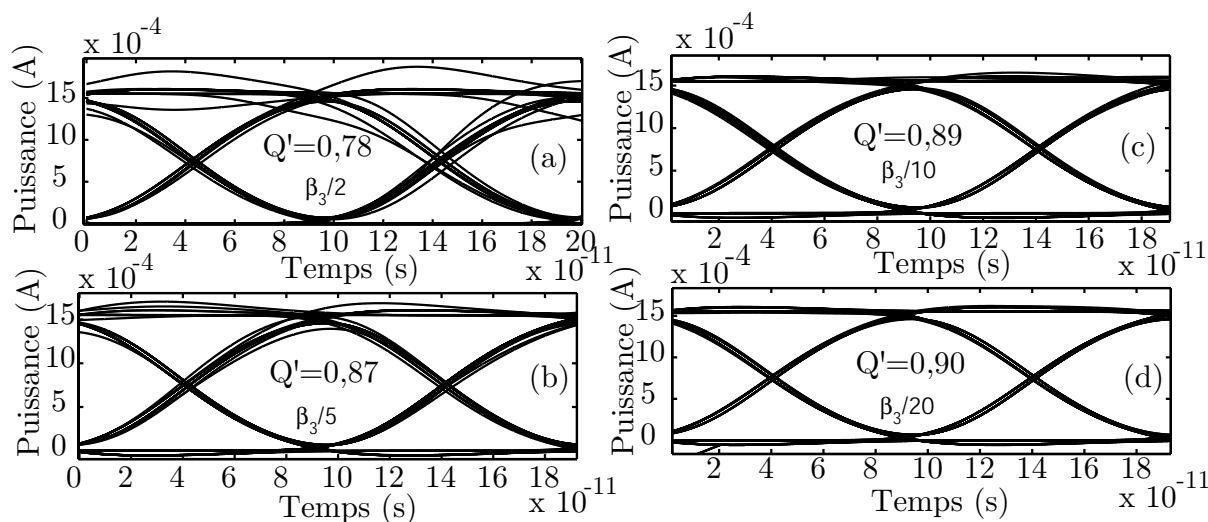 x 10-4
Puissance (A)
15
10
5
0
Q'=0,78
β3/2
(a)
0 2 4 6 8 10 12 14 16 18 20
Temps (s)
x 10-11
x 10-4
Puissance (A)
15
10
5
0
Q'=0,89
β3/10
(c)
2 4 6 8 10 12 14 16 18
Temps (s)
x 10-11
x 10-4
Puissance (A)
15
10
5
0
Q'=0,87
β3/5
(b)
0 2 4 6 8 10 12 14 16 18
Temps (s)
x 10-11
x 10-4
Puissance (A)
15
10
5
0
Q'=0,90
β3/20
(d)
2 4 6 8 10 12 14 16 18
Temps (s)
x 10-11